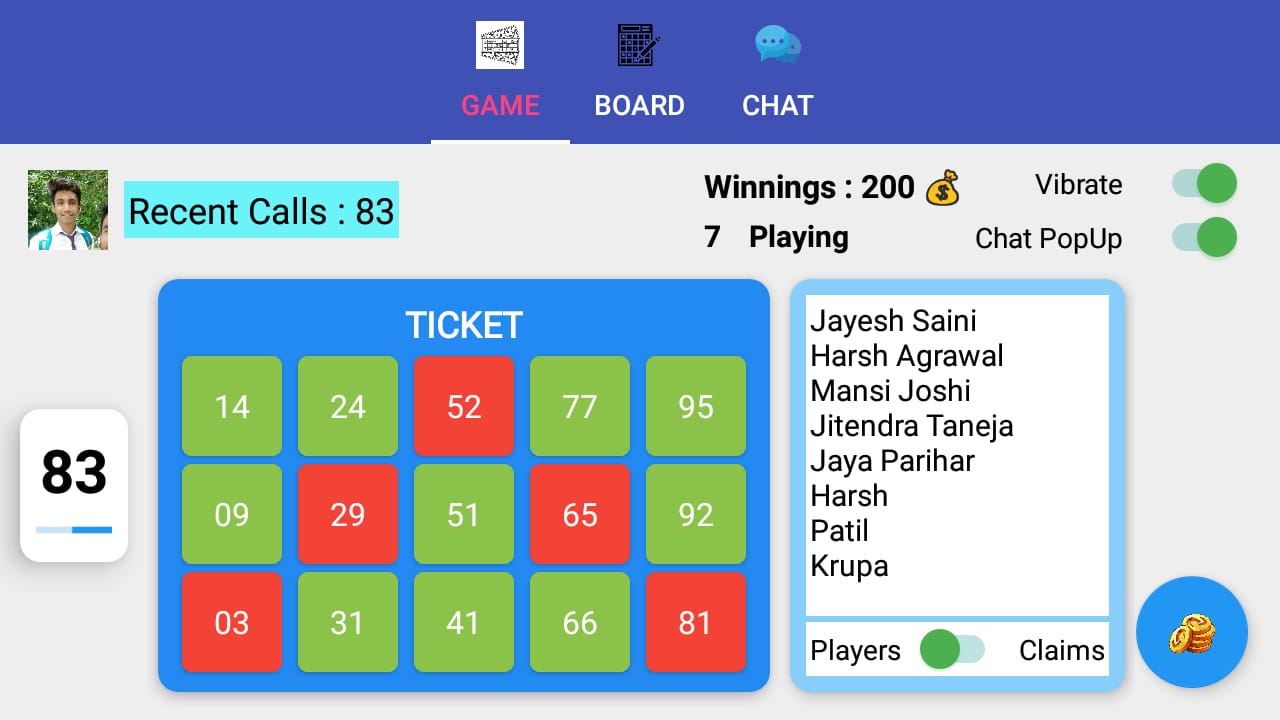 GAME BOARD CHAT
Recent Calls : 83
Winnings : 200 💰 Vibrate
7 Playing Chat PopUp
TICKET
14 24 52 77 95
09 29 51 65 92
03 31 41 66 81
83
Jayesh Saini
Harsh Agrawal
Mansi Joshi
Jitendra Taneja
Jaya Parihar
Harsh
Patil
Krupa
Players Claims